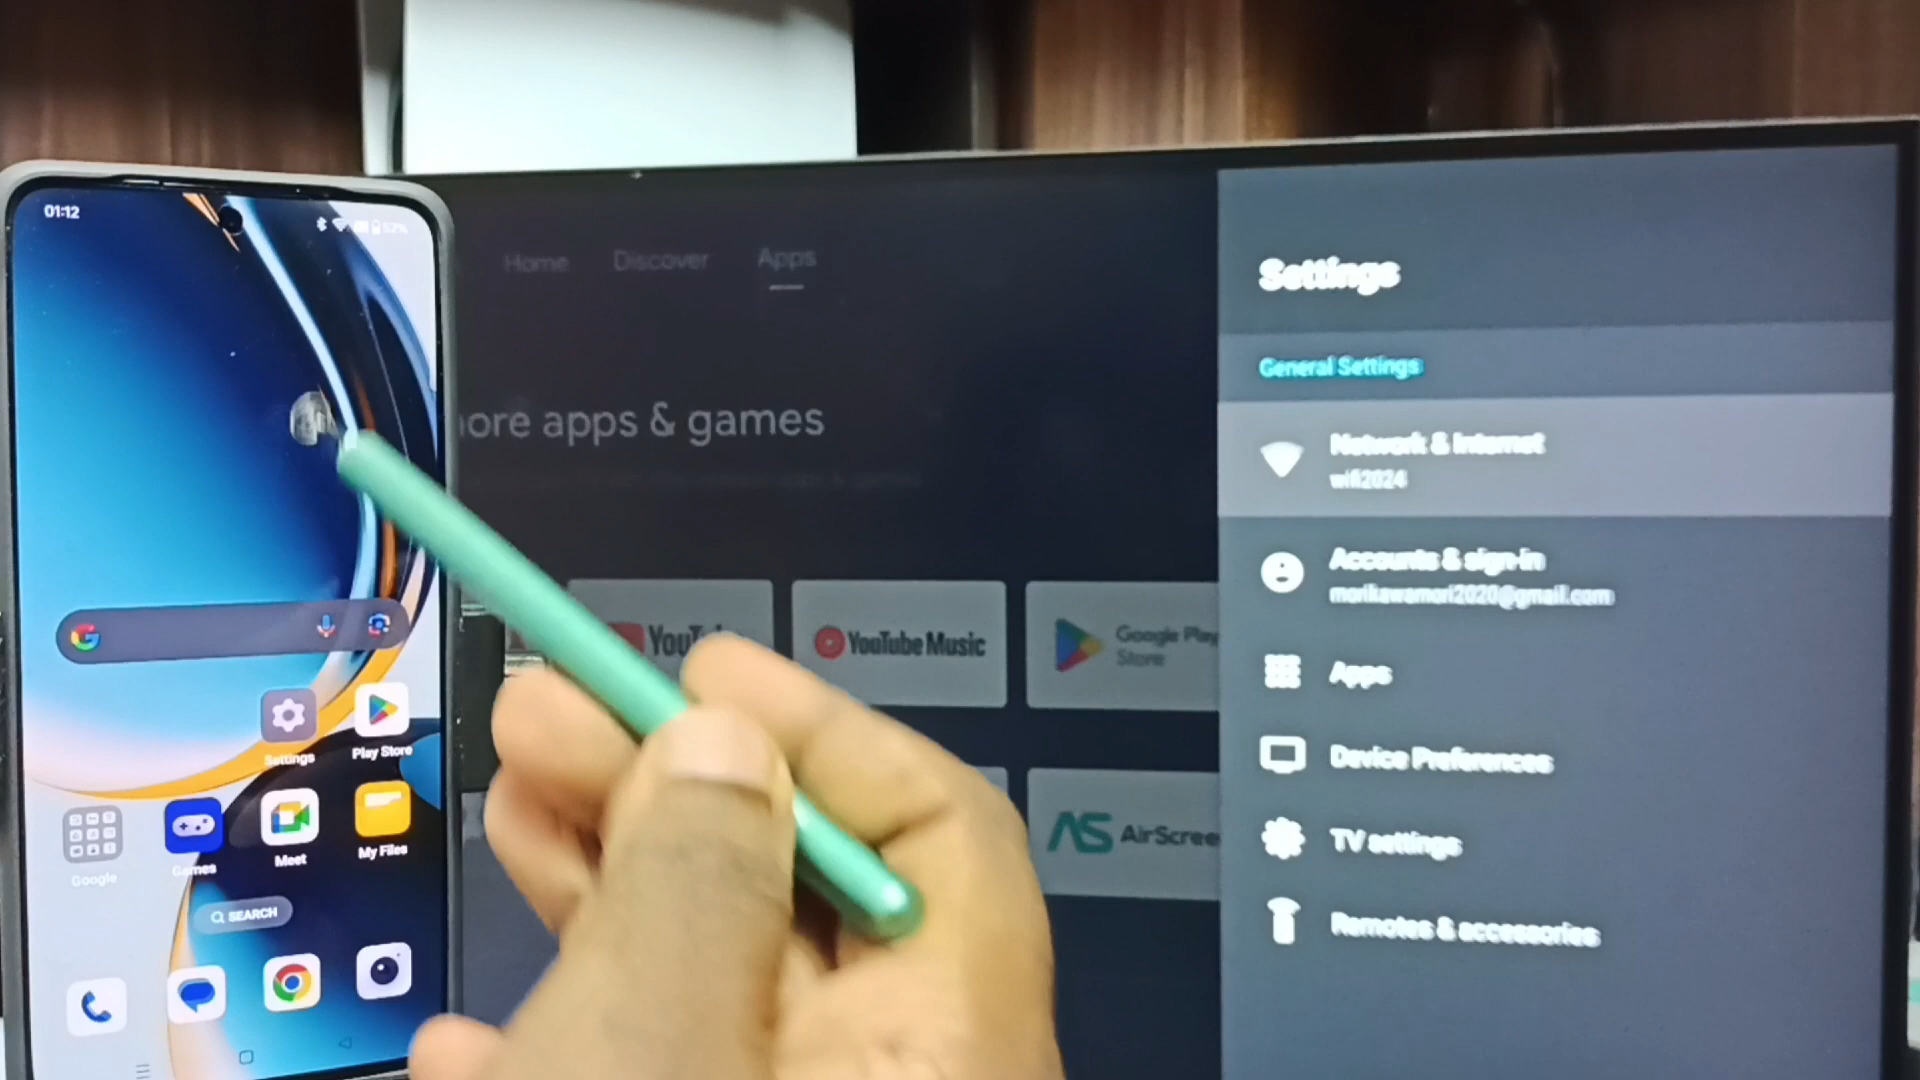 01:12
52%
Settings
Play Store
Google
Games
Meet
My Files
SEARCH
Home Discover Apps
ore apps & games
YouTube Music
Google Play
Store
AirScree
Settings
General Settings
Network & Internet
wifi2024
Accounts & sign-in
morikawamori2020@gmail.com
Apps
Device Preferences
TV settings
Remotes & accessories